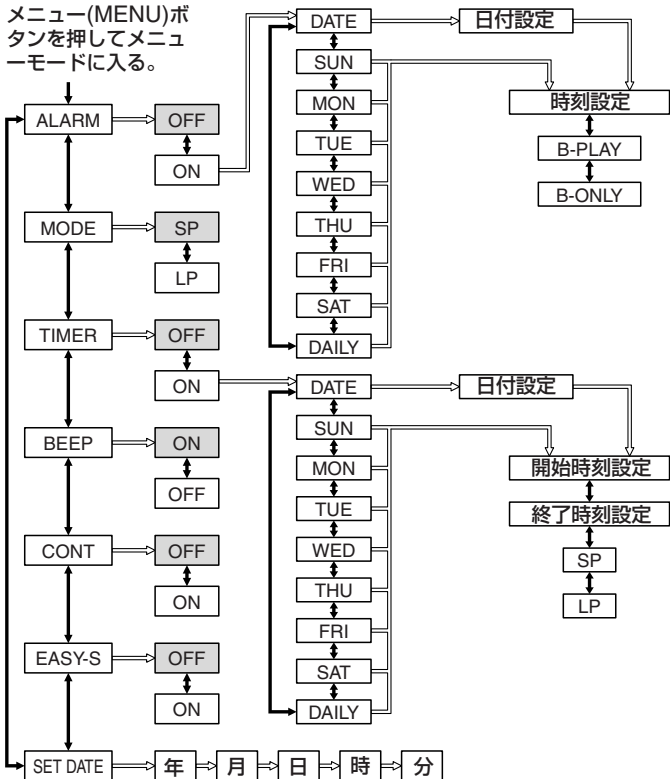 メニュー(MENU)ボ
タンを押してメニュ
ーモードに入る。
ALARM
OFF
ON
DATE
SUN
MON
TUE
WED
THU
FRI
SAT
DAILY
日付設定
時刻設定
B-PLAY
B-ONLY
MODE
SP
LP
TIMER
OFF
ON
DATE
SUN
MON
TUE
WED
THU
FRI
SAT
DAILY
日付設定
開始時刻設定
終了時刻設定
SP
LP
BEEP
ON
OFF
CONT
OFF
ON
EASY-S
OFF
ON
SET DATE
年
月
日
時
分